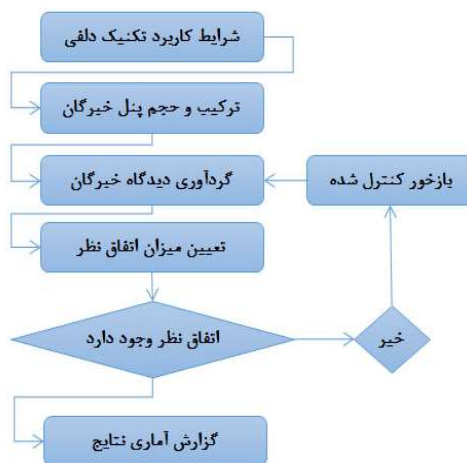 شرایط کاربرد تکنیک دلفی
ترکیب و حجم پنل خبرگان
گردآوری دیدگاه خبرگان
بازخور کنترل شده
تعیین میزان اتفاق نظر
اتفاق نظر وجود دارد
خیر
گزارش آماری نتایج